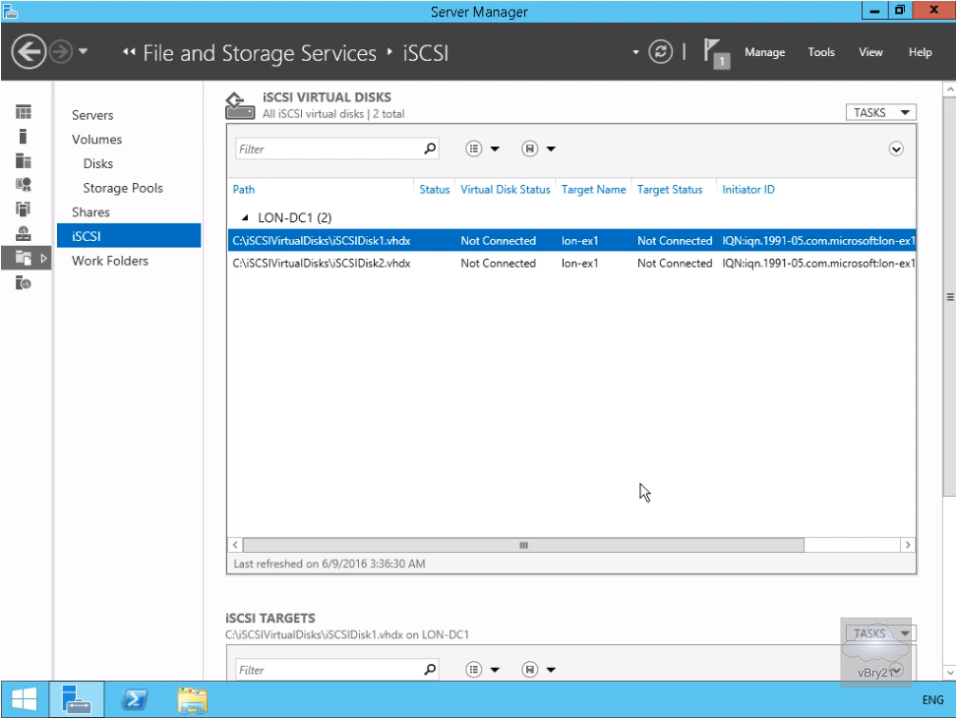 Server Manager
File and Storage Services • iSCSI
1
Manage
Tools
View
Help
Servers
Volumes
Disks
Storage Pools
Shares
iSCSI
Work Folders
iSCSI VIRTUAL DISKS
All iSCSI virtual disks | 2 total
TASKS
Filter
Path Status Virtual Disk Status Target Name Target Status Initiator ID
LON-DC1 (2)
C:\iSCSIVirtualDisks\iSCSIDisk1.vhdx Not Connected lon-ex1 Not Connected IQN:iqn.1991-05.com.microsoft:lon-ex1
C:\iSCSIVirtualDisks\iSCSIDisk2.vhdx Not Connected lon-ex1 Not Connected IQN:iqn.1991-05.com.microsoft:lon-ex1
Last refreshed on 6/9/2016 3:36:30 AM
iSCSI TARGETS
C:\iSCSIVirtualDisks\iSCSIDisk1.vhdx on LON-DC1
TASKS
Filter
ENG